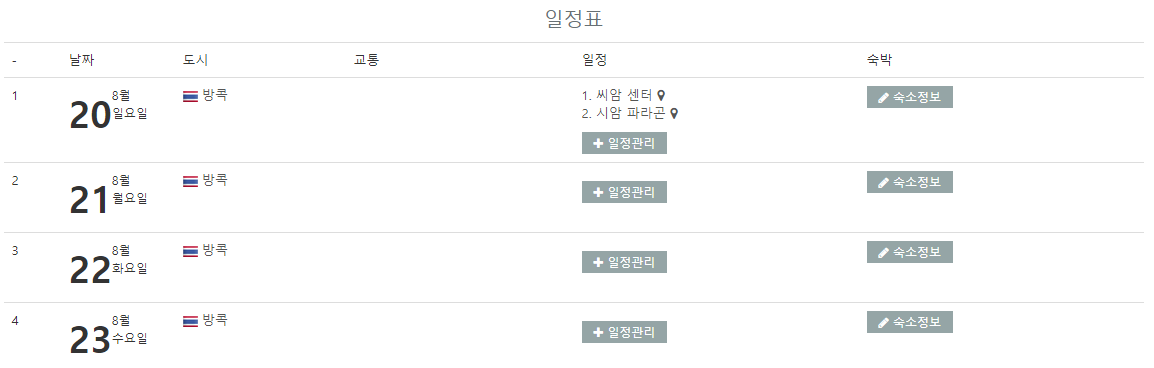 일정표
- 날짜 도시 교통 일정 숙박
1 20 8월 일요일 방콕 1. 씨암 센터 숙소정보
2. 시암 파라곤
일정관리
2 21 8월 월요일 방콕 일정관리 숙소정보
3 22 8월 화요일 방콕 일정관리 숙소정보
4 23 8월 수요일 방콕 일정관리 숙소정보